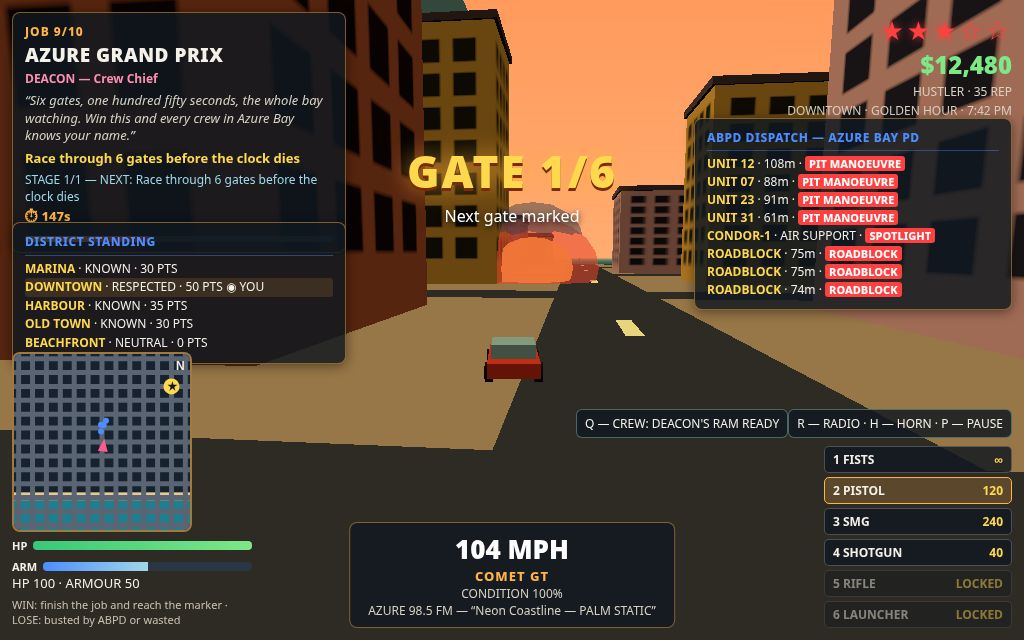 JOB 9/10
AZURE GRAND PRIX
DEACON — Crew Chief
“Six gates, one hundred fifty seconds, the whole bay
watching. Win this and every crew in Azure Bay
knows your name.”
Race through 6 gates before the clock dies
STAGE 1/1 — NEXT: Race through 6 gates before the
clock dies
⏱ 147s
DISTRICT STANDING
MARINA · KNOWN · 30 PTS
DOWNTOWN · RESPECTED · 50 PTS ◉ YOU
HARBOUR · KNOWN · 35 PTS
OLD TOWN · KNOWN · 30 PTS
BEACHFRONT · NEUTRAL · 0 PTS
N
HP
ARM
HP 100 · ARMOUR 50
WIN: finish the job and reach the marker ·
LOSE: busted by ABPD or wasted
GATE 1/6
Next gate marked
★★★☆☆
$12,480
HUSTLER · 35 REP
DOWNTOWN · GOLDEN HOUR · 7:42 PM
ABPD DISPATCH — AZURE BAY PD
UNIT 12 · 108m · PIT MANOEUVRE
UNIT 07 · 88m · PIT MANOEUVRE
UNIT 23 · 91m · PIT MANOEUVRE
UNIT 31 · 61m · PIT MANOEUVRE
CONDOR-1 · AIR SUPPORT · SPOTLIGHT
ROADBLOCK · 75m · ROADBLOCK
ROADBLOCK · 75m · ROADBLOCK
ROADBLOCK · 74m · ROADBLOCK
Q — CREW: DEACON'S RAM READY
R — RADIO · H — HORN · P — PAUSE
1 FISTS ∞
2 PISTOL 120
3 SMG 240
4 SHOTGUN 40
5 RIFLE LOCKED
6 LAUNCHER LOCKED
104 MPH
COMET GT
CONDITION 100%
AZURE 98.5 FM — “Neon Coastline — PALM STATIC”